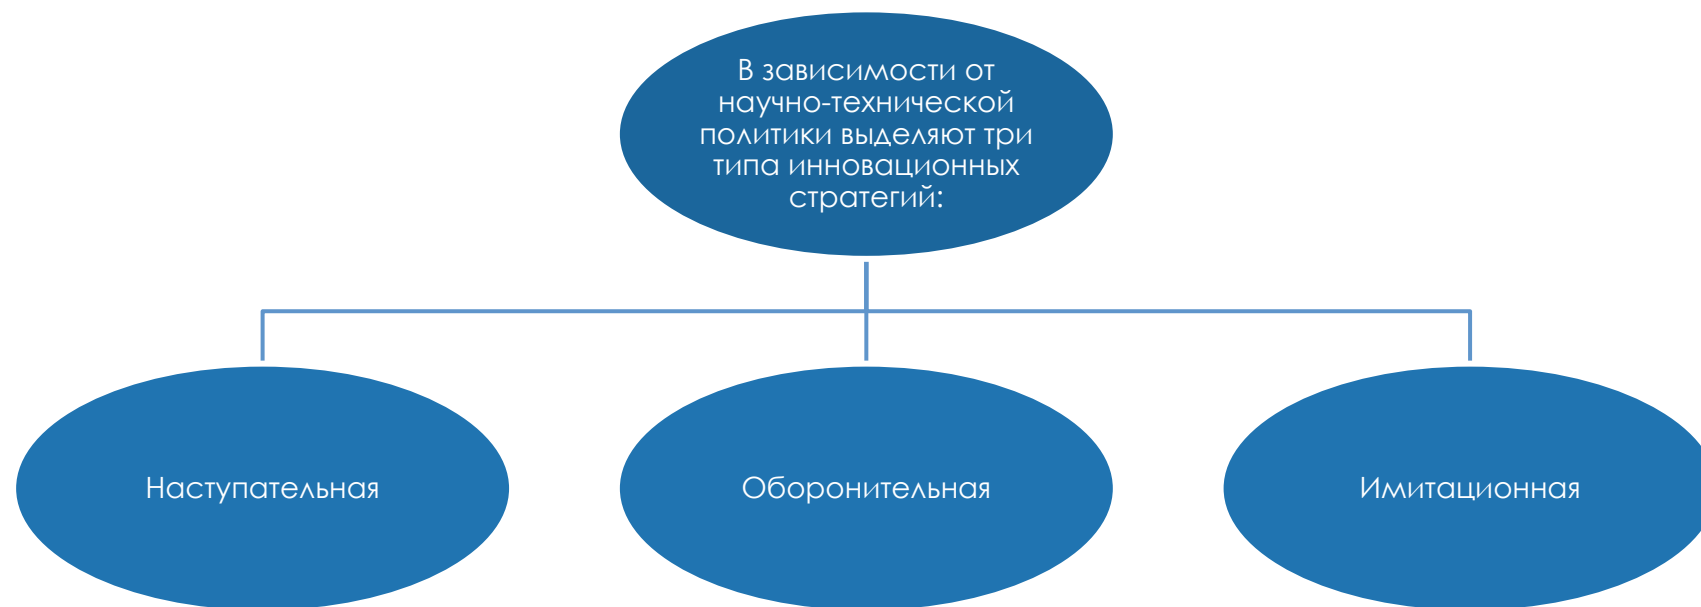 В зависимости от
научно-технической
политики выделяют три
типа инновационных
стратегий:
Наступательная
Оборонительная
Имитационная